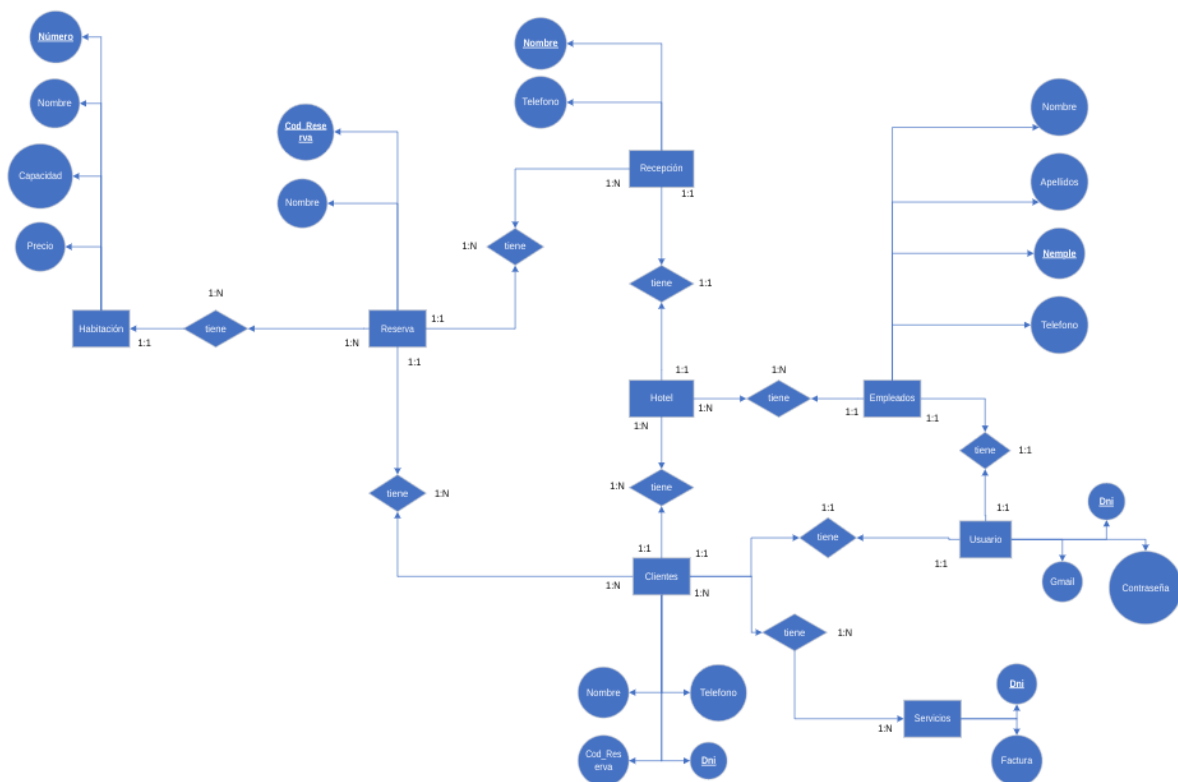 Número
Nombre
Capacidad
Precio
Habitación
1:1
1:N
tiene
Cod_Rese
rva
Nombre
Reserva
1:N
1:1
1:1
Nombre
Telefono
Recepción
1:N
1:1
1:N
tiene
tiene
1:1
Nombre
Apellidos
Nemple
Telefono
Hotel
1:1
1:N
1:N
1:N
tiene
Empleados
1:1
1:1
tiene
1:1
tiene
1:N
1:N
tiene
1:1
tiene
1:1
Usuario
1:1
Dni
Gmail
Contraseña
Clientes
1:1
1:1
1:N
1:N
tiene
1:N
Nombre
Telefono
Cod_Res
erva
Dni
Servicios
1:N
Dni
Factura